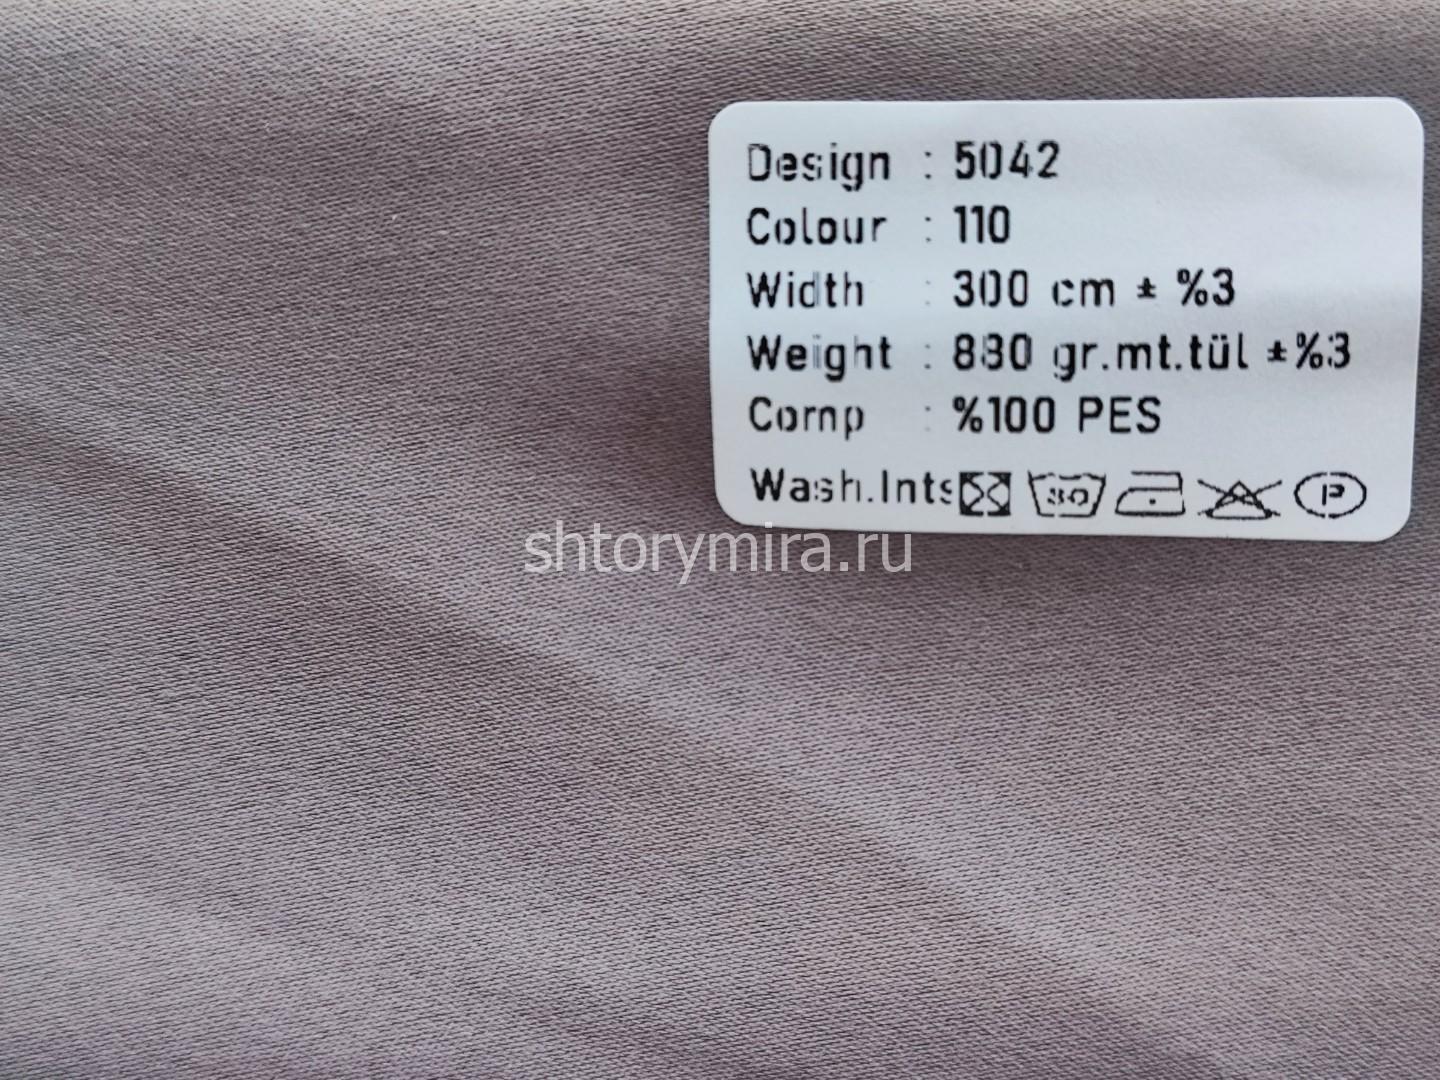 Design : 5042
Colour : 110
Width : 300 cm ± %3
Weight : 880 gr.mt.tül ±%3
Comp : %100 PES
Wash.Ints 30 P
shtorymira.ru